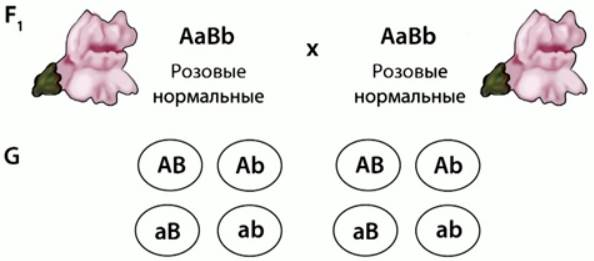 F1 AaBb x AaBb
Розовые Розовые
нормальные нормальные
G AB Ab AB Ab
aB ab aB ab